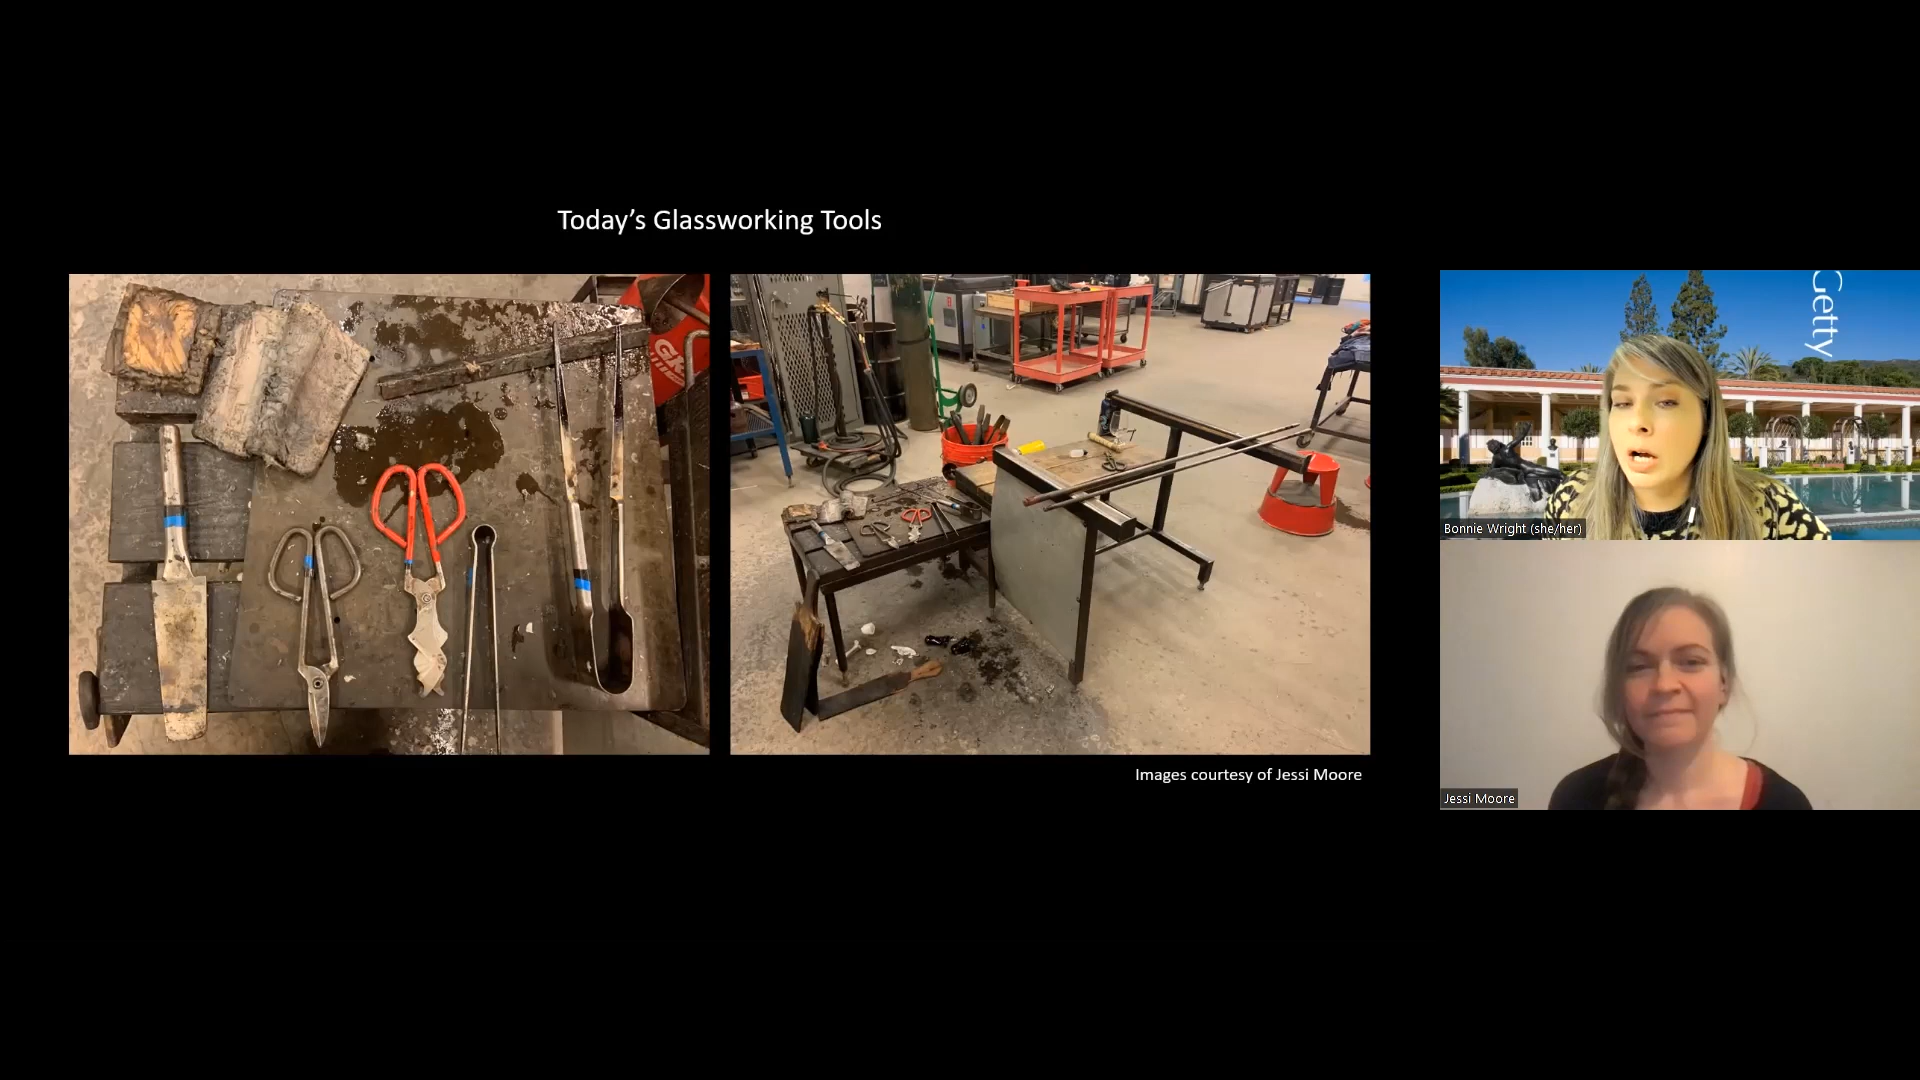 Today's Glassworking Tools
Getty
Bonnie Wright (she/her)
Images courtesy of Jessi Moore
Jessi Moore